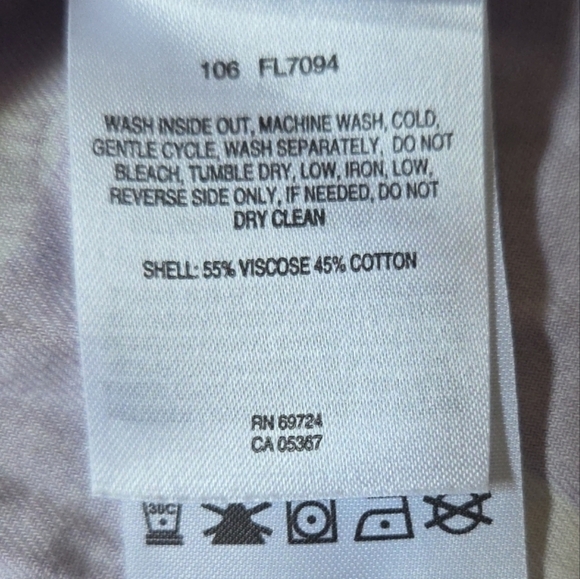 106 FL7094
WASH INSIDE OUT, MACHINE WASH, COLD,
GENTLE CYCLE, WASH SEPARATELY, DO NOT
BLEACH, TUMBLE DRY, LOW, IRON, LOW,
REVERSE SIDE ONLY, IF NEEDED, DO NOT
DRY CLEAN
SHELL: 55% VISCOSE 45% COTTON
RN 69724
CA 05367
30C